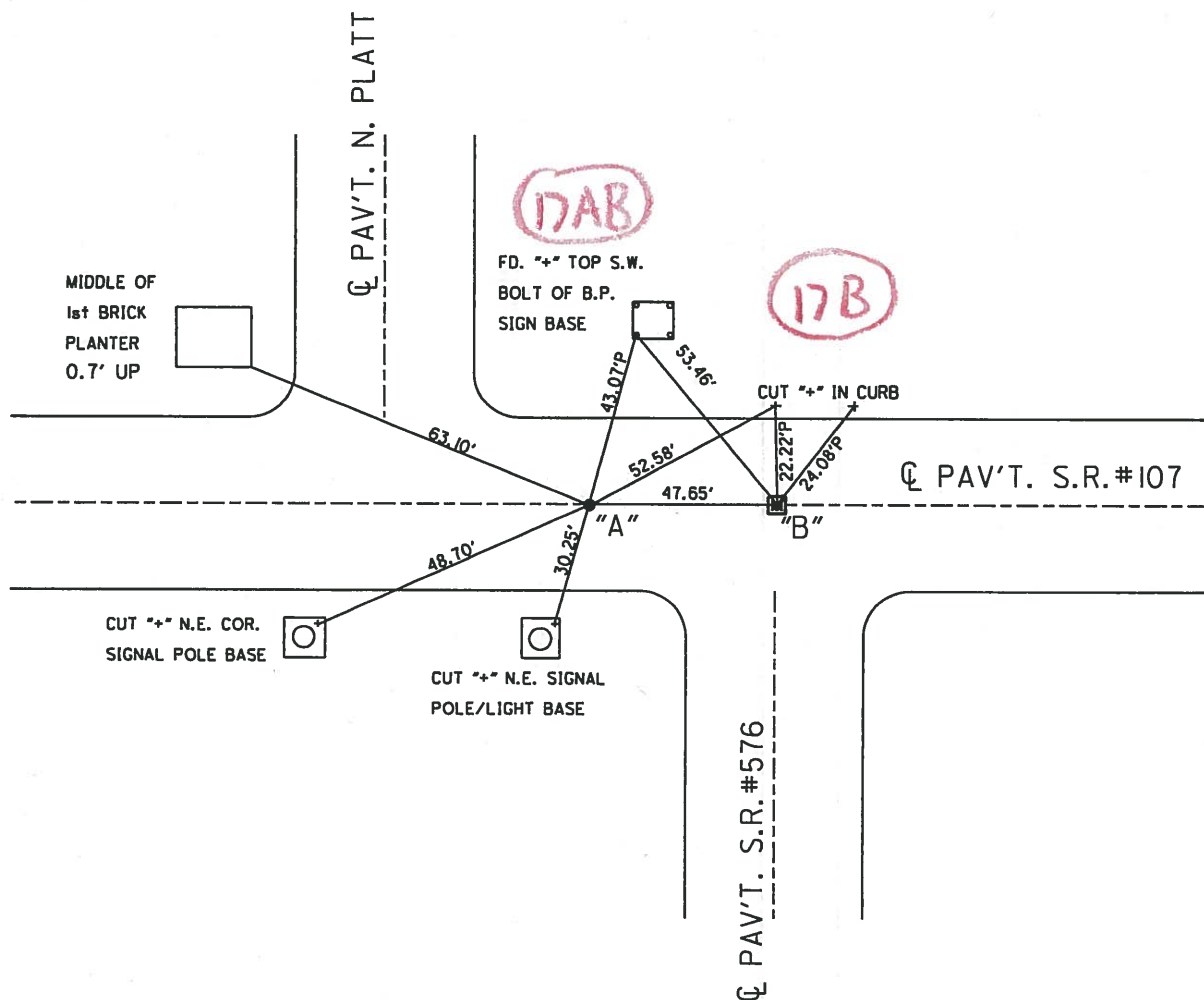 ℄ PAV'T. N. PLATT
17AB
FD. "+" TOP S.W.
BOLT OF B.P.
SIGN BASE
17B
MIDDLE OF
1st BRICK
PLANTER
0.7' UP
43.07'P
53.46'
CUT "+" IN CURB
63.10'
52.58'
22.22'P
24.08'P
47.65'
℄ PAV'T. S.R.#107
"A"
"B"
48.70'
30.25'
CUT "+" N.E. COR.
SIGNAL POLE BASE
CUT "+" N.E. SIGNAL
POLE/LIGHT BASE
℄ PAV'T. S.R.#576